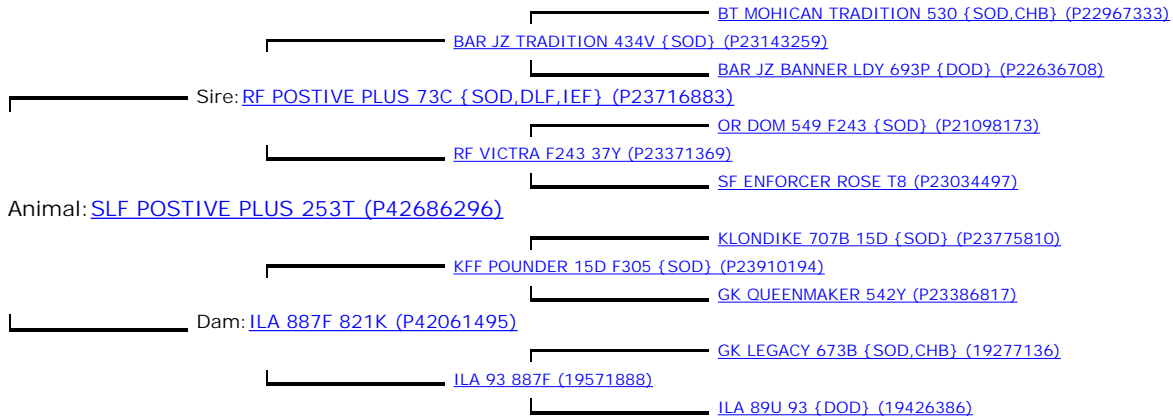 BT MOHICAN TRADITION 530 {SOD,CHB} (P22967333)
BAR JZ TRADITION 434V {SOD} (P23143259)
BAR JZ BANNER LDY 693P {DOD} (P22636708)
Sire: RF POSTIVE PLUS 73C {SOD,DLF,IEF} (P23716883)
OR DOM 549 F243 {SOD} (P21098173)
RF VICTRA F243 37Y (P23371369)
SF ENFORCER ROSE T8 (P23034497)
Animal: SLF POSTIVE PLUS 253T (P42686296)
KLONDIKE 707B 15D {SOD} (P23775810)
KFF POUNDER 15D F305 {SOD} (P23910194)
GK QUEENMAKER 542Y (P23386817)
Dam: ILA 887F 821K (P42061495)
GK LEGACY 673B {SOD,CHB} (19277136)
ILA 93 887F (19571888)
ILA 89U 93 {DOD} (19426386)